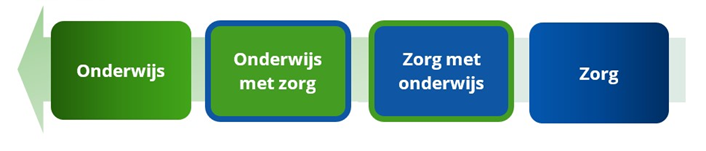 Onderwijs
Onderwijs
met zorg
Zorg met
onderwijs
Zorg